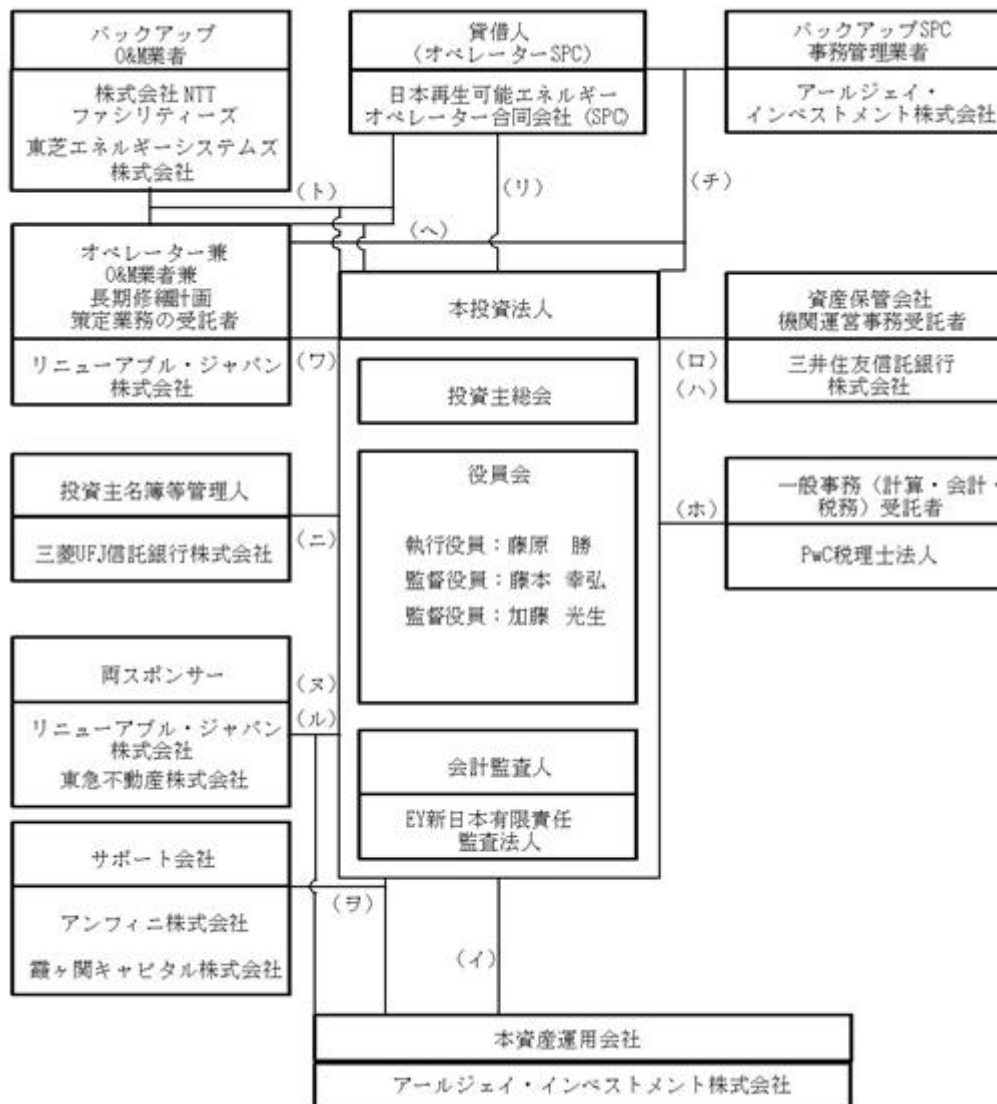 バックアップ
O&M業者
株式会社NTT
ファシリティーズ
東芝エネルギーシステムズ
株式会社
賃借人
(オペレーターSPC)
日本再生可能エネルギー
オペレーター合同会社(SPC)
バックアップSPC
事務管理業者
アールジェイ・
インベストメント株式会社
(ト)
(リ)
(チ)
(ヘ)
オペレーター兼
O&M業者兼
長期修繕計画
策定業務の受託者
リニューアブル・ジャパン
株式会社
(ワ)
本投資法人
資産保管会社
機関運営事務受託者
三井住友信託銀行
株式会社
(ロ)
(ハ)
投資主総会
投資主名簿等管理人
三菱UFJ信託銀行株式会社
(ニ)
役員会
執行役員:藤原 勝
監督役員:藤本 幸弘
監督役員:加藤 光生
一般事務(計算・会計・
税務)受託者
PwC税理士法人
(ホ)
両スポンサー
リニューアブル・ジャパン
株式会社
東急不動産株式会社
(ヌ)
(ル)
会計監査人
EY新日本有限責任
監査法人
サポート会社
アンフィニ株式会社
霞ヶ関キャピタル株式会社
(ヲ)
(イ)
本資産運用会社
アールジェイ・インベストメント株式会社